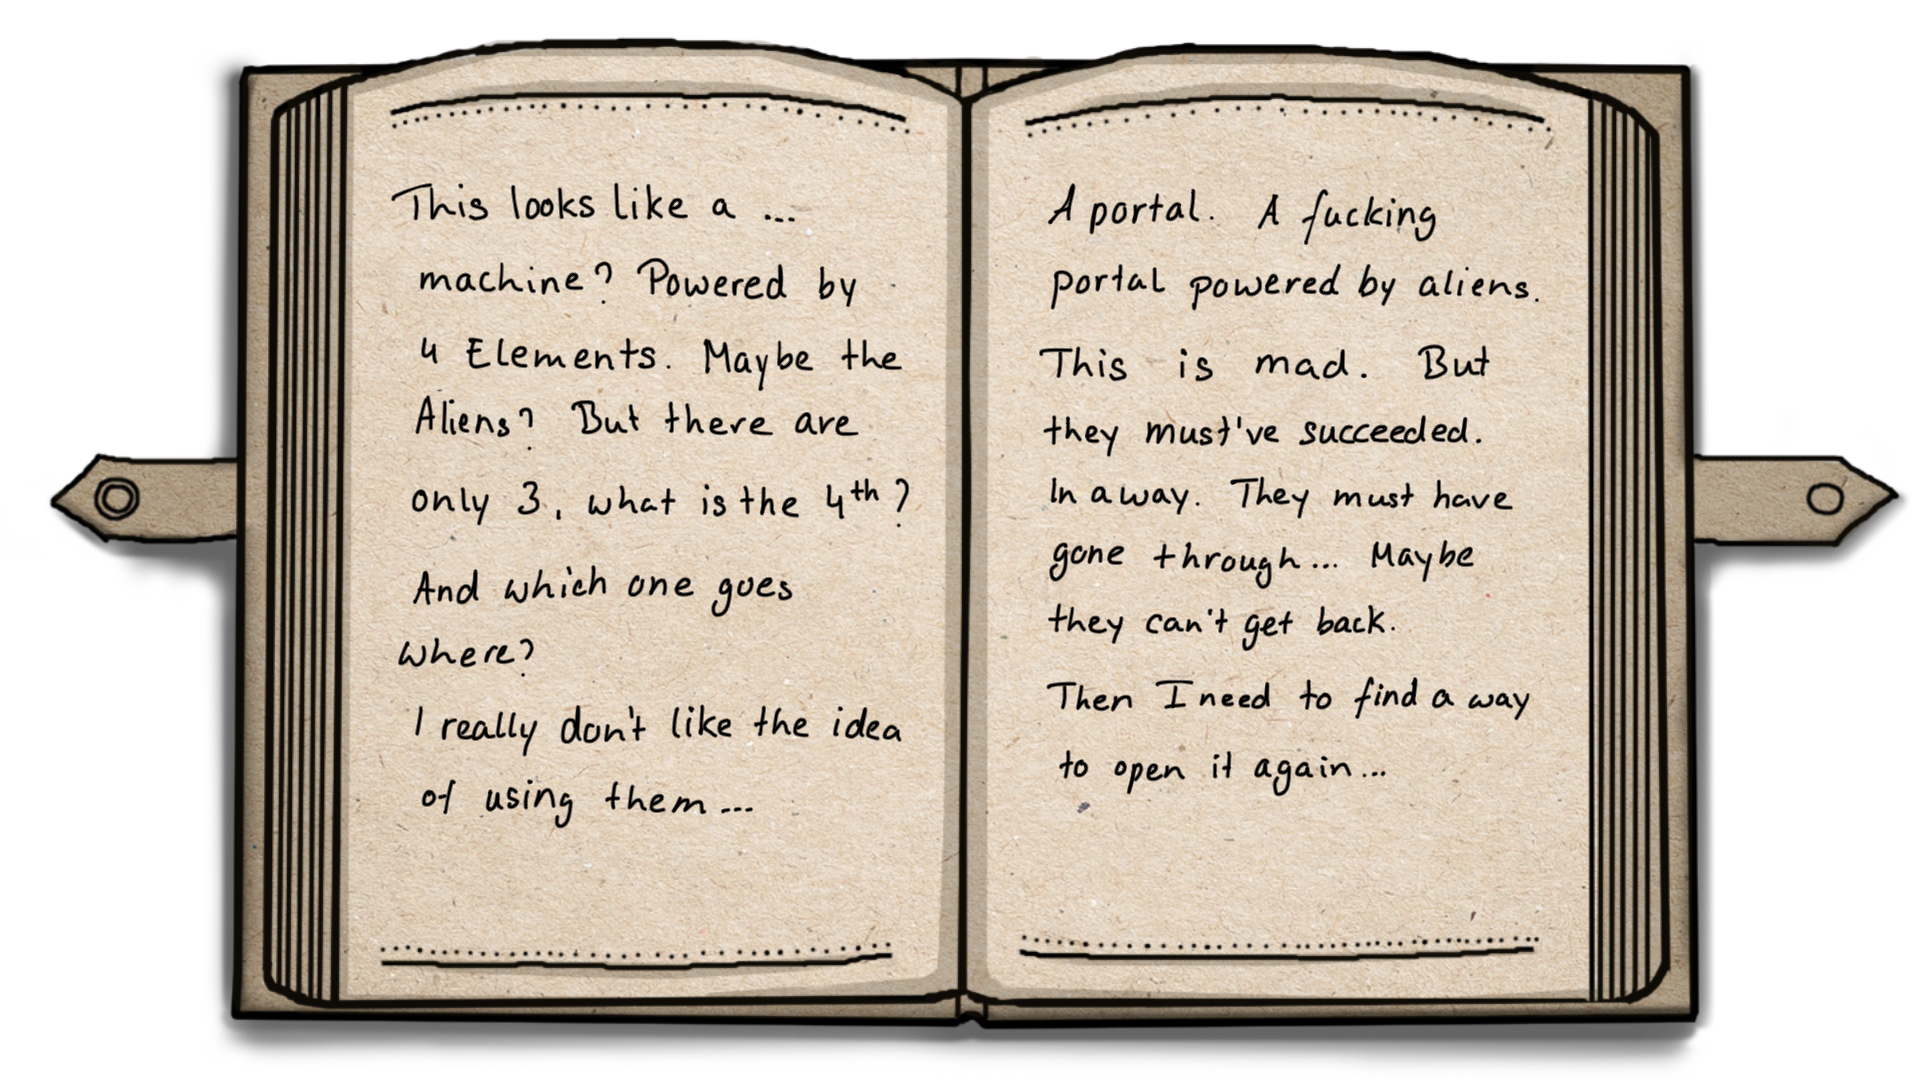 This looks like a ...
machine? Powered by
4 Elements. Maybe the
Aliens? But there are
only 3, what is the 4th?
And which one goes
where?
I really don't like the idea
of using them...
A portal. A fucking
portal powered by aliens.
This is mad. But
they must've succeeded.
In a way. They must have
gone through... Maybe
they can't get back.
Then I need to find a way
to open it again...